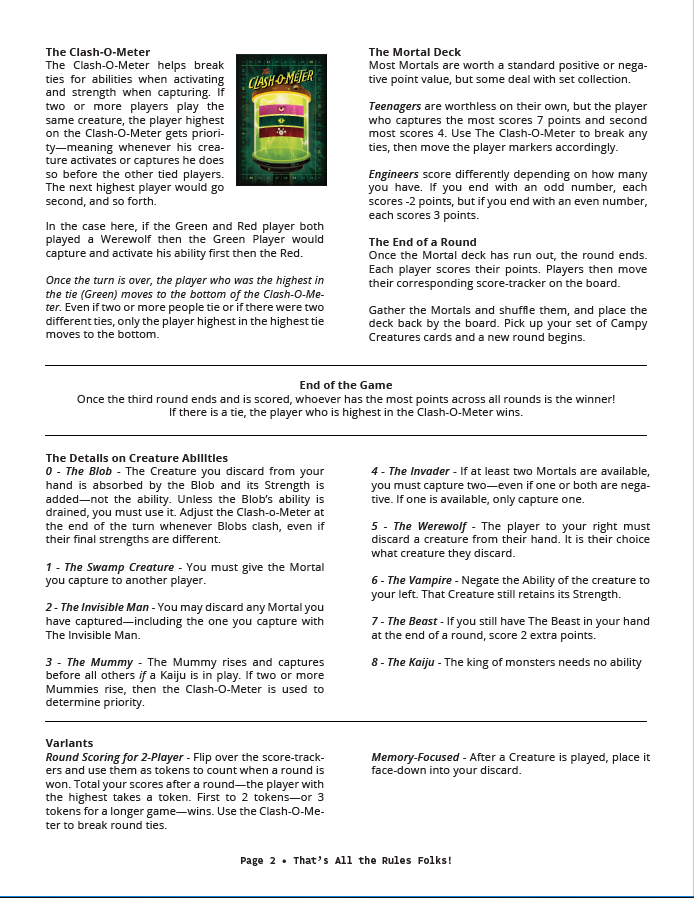 The Clash-O-Meter
The Clash-O-Meter helps break
ties for abilities when activating
and strength when capturing. If
two or more players play the
same creature, the player highest
on the Clash-O-Meter gets priori-
ty—meaning whenever his crea-
ture activates or captures he does
so before the other tied players.
The next highest player would go
second, and so forth.
CLASH-O-METER
In the case here, if the Green and Red player both
played a Werewolf then the Green Player would
capture and activate his ability first then the Red.
Once the turn is over, the player who was the highest in
the tie (Green) moves to the bottom of the Clash-O-Me-
ter. Even if two or more people tie or if there were two
different ties, only the player highest in the highest tie
moves to the bottom.
The Mortal Deck
Most Mortals are worth a standard positive or nega-
tive point value, but some deal with set collection.
Teenagers are worthless on their own, but the player
who captures the most scores 7 points and second
most scores 4. Use The Clash-O-Meter to break any
ties, then move the player markers accordingly.
Engineers score differently depending on how many
you have. If you end with an odd number, each
scores -2 points, but if you end with an even number,
each scores 3 points.
The End of a Round
Once the Mortal deck has run out, the round ends.
Each player scores their points. Players then move
their corresponding score-tracker on the board.
Gather the Mortals and shuffle them, and place the
deck back by the board. Pick up your set of Campy
Creatures cards and a new round begins.
End of the Game
Once the third round ends and is scored, whoever has the most points across all rounds is the winner!
If there is a tie, the player who is highest in the Clash-O-Meter wins.
The Details on Creature Abilities
0 - The Blob - The Creature you discard from your
hand is absorbed by the Blob and its Strength is
added—not the ability. Unless the Blob's ability is
drained, you must use it. Adjust the Clash-o-Meter at
the end of the turn whenever Blobs clash, even if
their final strengths are different.
1 - The Swamp Creature - You must give the Mortal
you capture to another player.
2 - The Invisible Man - You may discard any Mortal you
have captured—including the one you capture with
The Invisible Man.
3 - The Mummy - The Mummy rises and captures
before all others if a Kaiju is in play. If two or more
Mummies rise, then the Clash-O-Meter is used to
determine priority.
4 - The Invader - If at least two Mortals are available,
you must capture two—even if one or both are nega-
tive. If one is available, only capture one.
5 - The Werewolf - The player to your right must
discard a creature from their hand. It is their choice
what creature they discard.
6 - The Vampire - Negate the Ability of the creature to
your left. That Creature still retains its Strength.
7 - The Beast - If you still have The Beast in your hand
at the end of a round, score 2 extra points.
8 - The Kaiju - The king of monsters needs no ability
Variants
Round Scoring for 2-Player - Flip over the score-track-
ers and use them as tokens to count when a round is
won. Total your scores after a round—the player with
the highest takes a token. First to 2 tokens—or 3
tokens for a longer game—wins. Use the Clash-O-Me-
ter to break round ties.
Memory-Focused - After a Creature is played, place it
face-down into your discard.
Page 2 • That's All the Rules Folks!